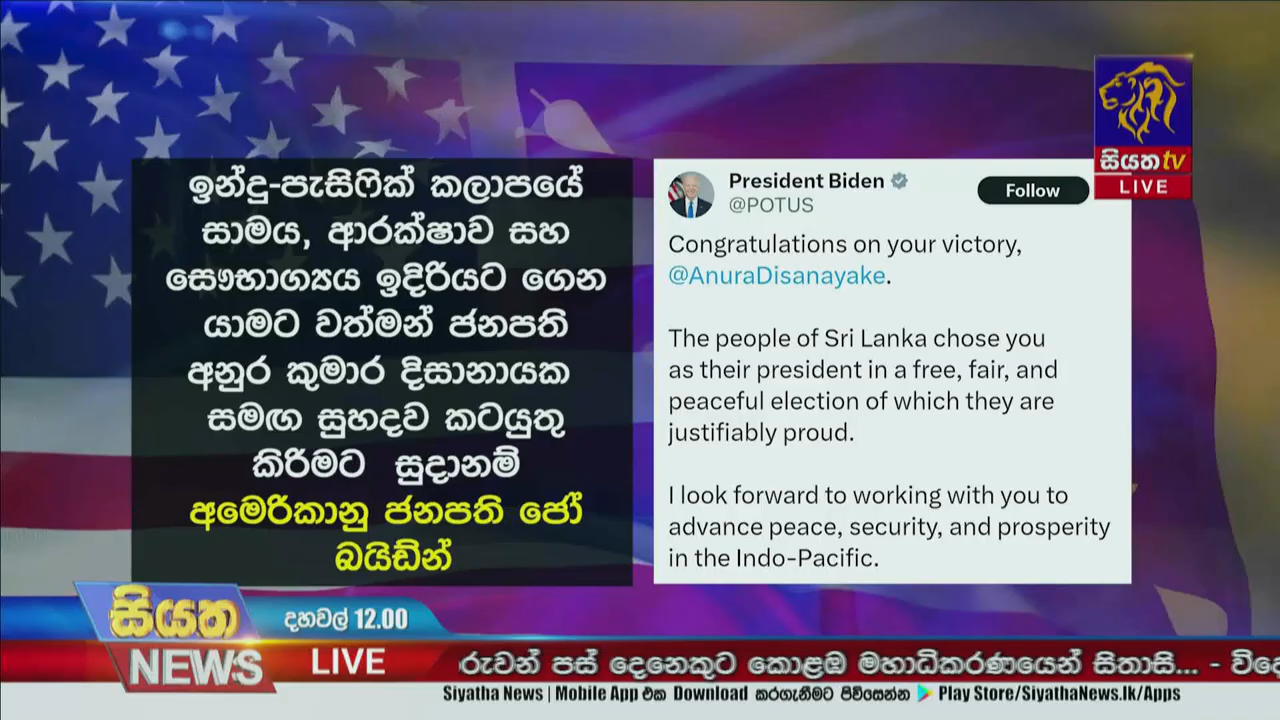 ඉන්දු-පැසිෆික් කලාපයේ
සාමය, ආරක්ෂාව සහ
සෞභාග්‍යය ඉදිරියට ගෙන
යාමට වත්මන් ජනපති
අනුර කුමාර දිසානායක
සමඟ සුහදව කටයුතු
කිරිමට සුදානම්
අමෙරිකානු ජනපති ජෝ
බයිඩ්න්
President Biden
@POTUS
Follow
Congratulations on your victory,
@AnuraDisanayake.
The people of Sri Lanka chose you
as their president in a free, fair, and
peaceful election of which they are
justifiably proud.
I look forward to working with you to
advance peace, security, and prosperity
in the Indo-Pacific.
සියත tv
LIVE
සියත
NEWS
දහවල් 12.00
LIVE
රුවන් පස් දෙනෙකුට කොළඹ මහාධිකරණයෙන් සිතාසි... - විසෙ
Siyatha News | Mobile App එක Download කරගැනීමට පිවිසෙන්න Play Store/SiyathaNews.lk/Apps